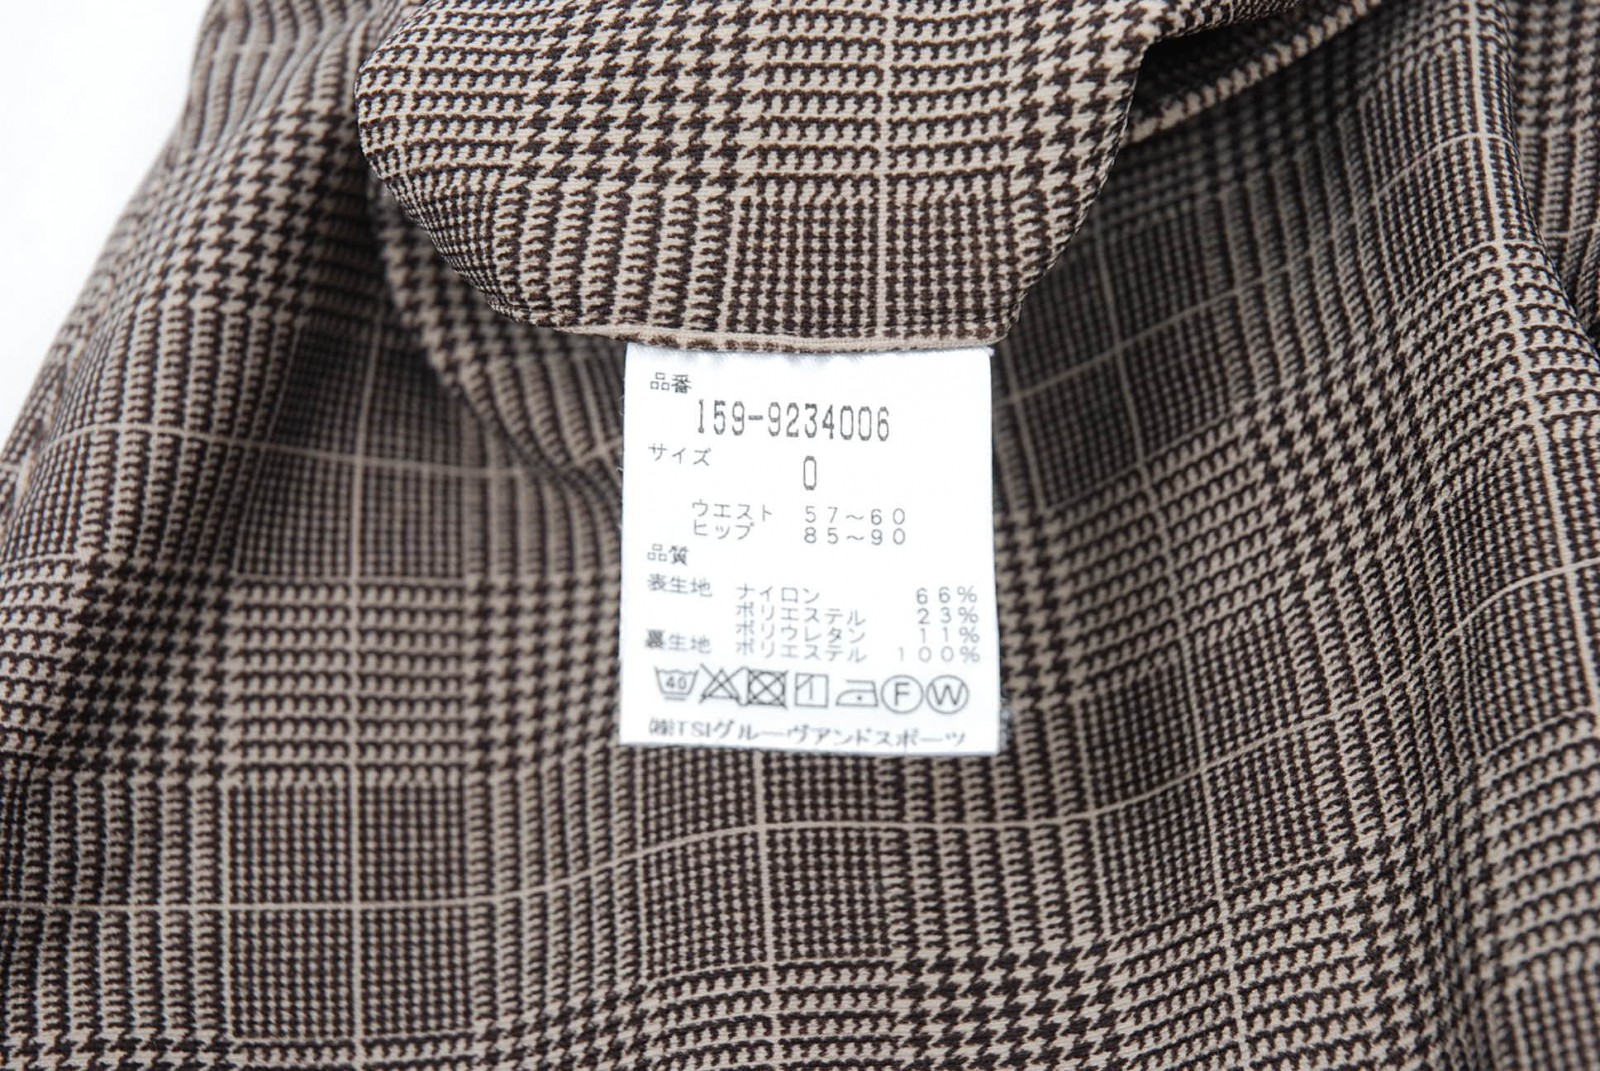 品番
159-9234006
サイズ 0
ウエスト 57～60
ヒップ 85～90
品質
表生地 ナイロン 66%
ポリエステル 23%
ポリウレタン 11%
裏生地 ポリエステル 100%
40 F W
㈱TSIグルーヴアンドスポーツ